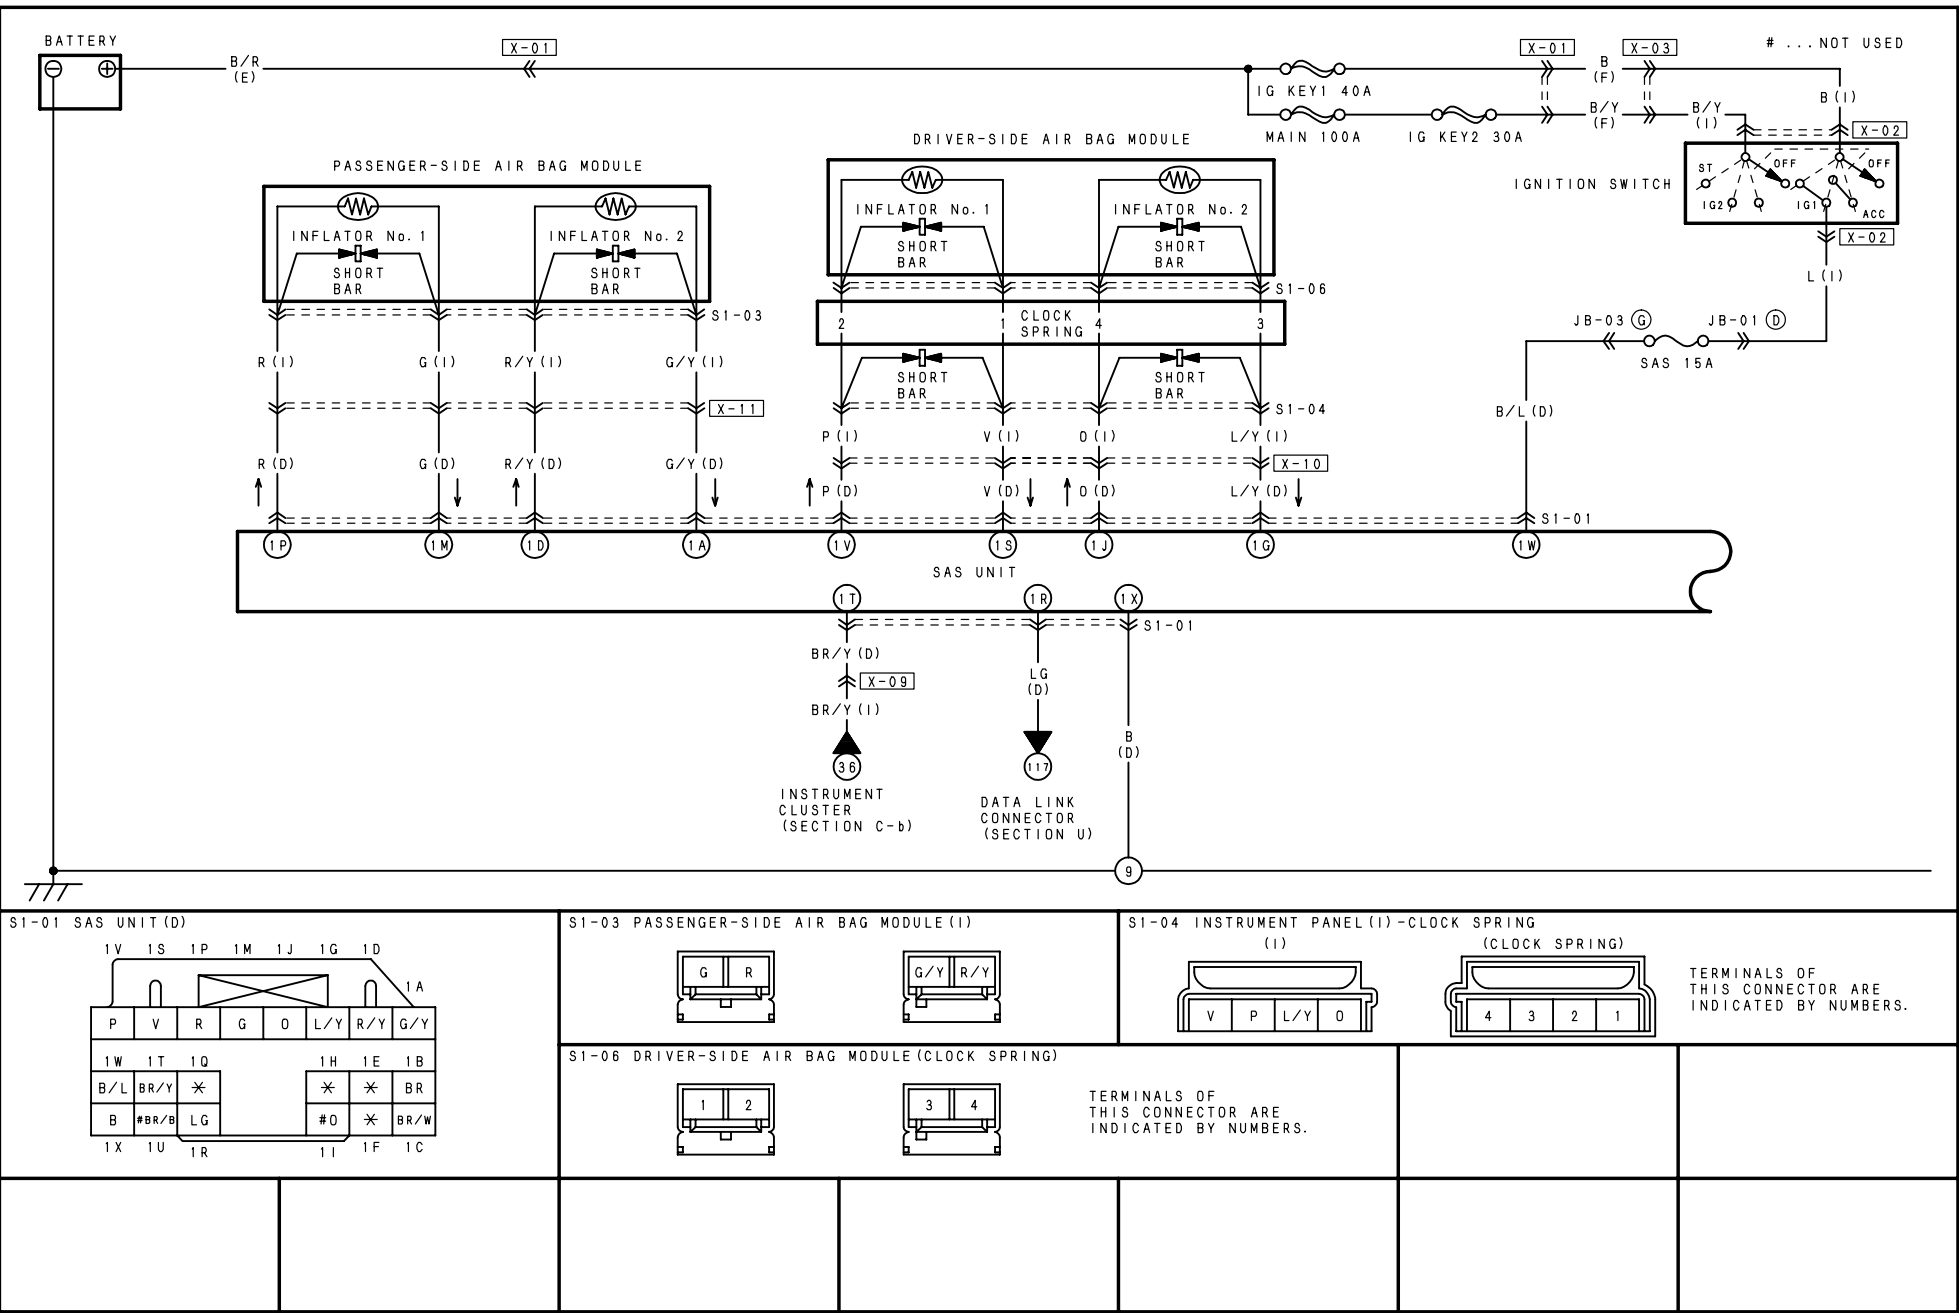 BATTERY
B/R
(E)
X-01
X-01
X-03
# ...NOT USED
B
(F)
IG KEY1 40A
B(I)
B/Y
(F)
B/Y
(I)
MAIN 100A
IG KEY2 30A
X-02
DRIVER-SIDE AIR BAG MODULE
PASSENGER-SIDE AIR BAG MODULE
IGNITION SWITCH
ST
OFF
OFF
IG2
IG1
ACC
X-02
INFLATOR No. 1
INFLATOR No. 2
SHORT
BAR
SHORT
BAR
INFLATOR No. 1
INFLATOR No. 2
SHORT
BAR
SHORT
BAR
L(I)
S1-06
S1-03
2
1
CLOCK
SPRING
4
3
JB-03 G
JB-01 D
SAS 15A
R(I)
G(I)
R/Y(I)
G/Y(I)
SHORT
BAR
SHORT
BAR
X-11
S1-04
B/L(D)
P(I)
V(I)
O(I)
L/Y(I)
R(D)
G(D)
R/Y(D)
G/Y(D)
X-10
P(D)
V(D)
O(D)
L/Y(D)
S1-01
1P
1M
1D
1A
1V
1S
1J
1G
1W
SAS UNIT
1T
1R
1X
S1-01
BR/Y(D)
X-09
BR/Y(I)
LG
(D)
B
(D)
36
117
INSTRUMENT
CLUSTER
(SECTION C-b)
DATA LINK
CONNECTOR
(SECTION U)
9
S1-01 SAS UNIT(D)
1V 1S 1P 1M 1J 1G 1D
1A
P V R G O L/Y R/Y G/Y
1W 1T 1Q 1H 1E 1B
B/L BR/Y * * * BR
B #BR/B LG #O * BR/W
1X 1U 1R 1I 1F 1C
S1-03 PASSENGER-SIDE AIR BAG MODULE(I)
G R
G/Y R/Y
S1-04 INSTRUMENT PANEL(I)-CLOCK SPRING
(I)
(CLOCK SPRING)
V P L/Y O
4 3 2 1
TERMINALS OF
THIS CONNECTOR ARE
INDICATED BY NUMBERS.
S1-06 DRIVER-SIDE AIR BAG MODULE(CLOCK SPRING)
1 2
3 4
TERMINALS OF
THIS CONNECTOR ARE
INDICATED BY NUMBERS.